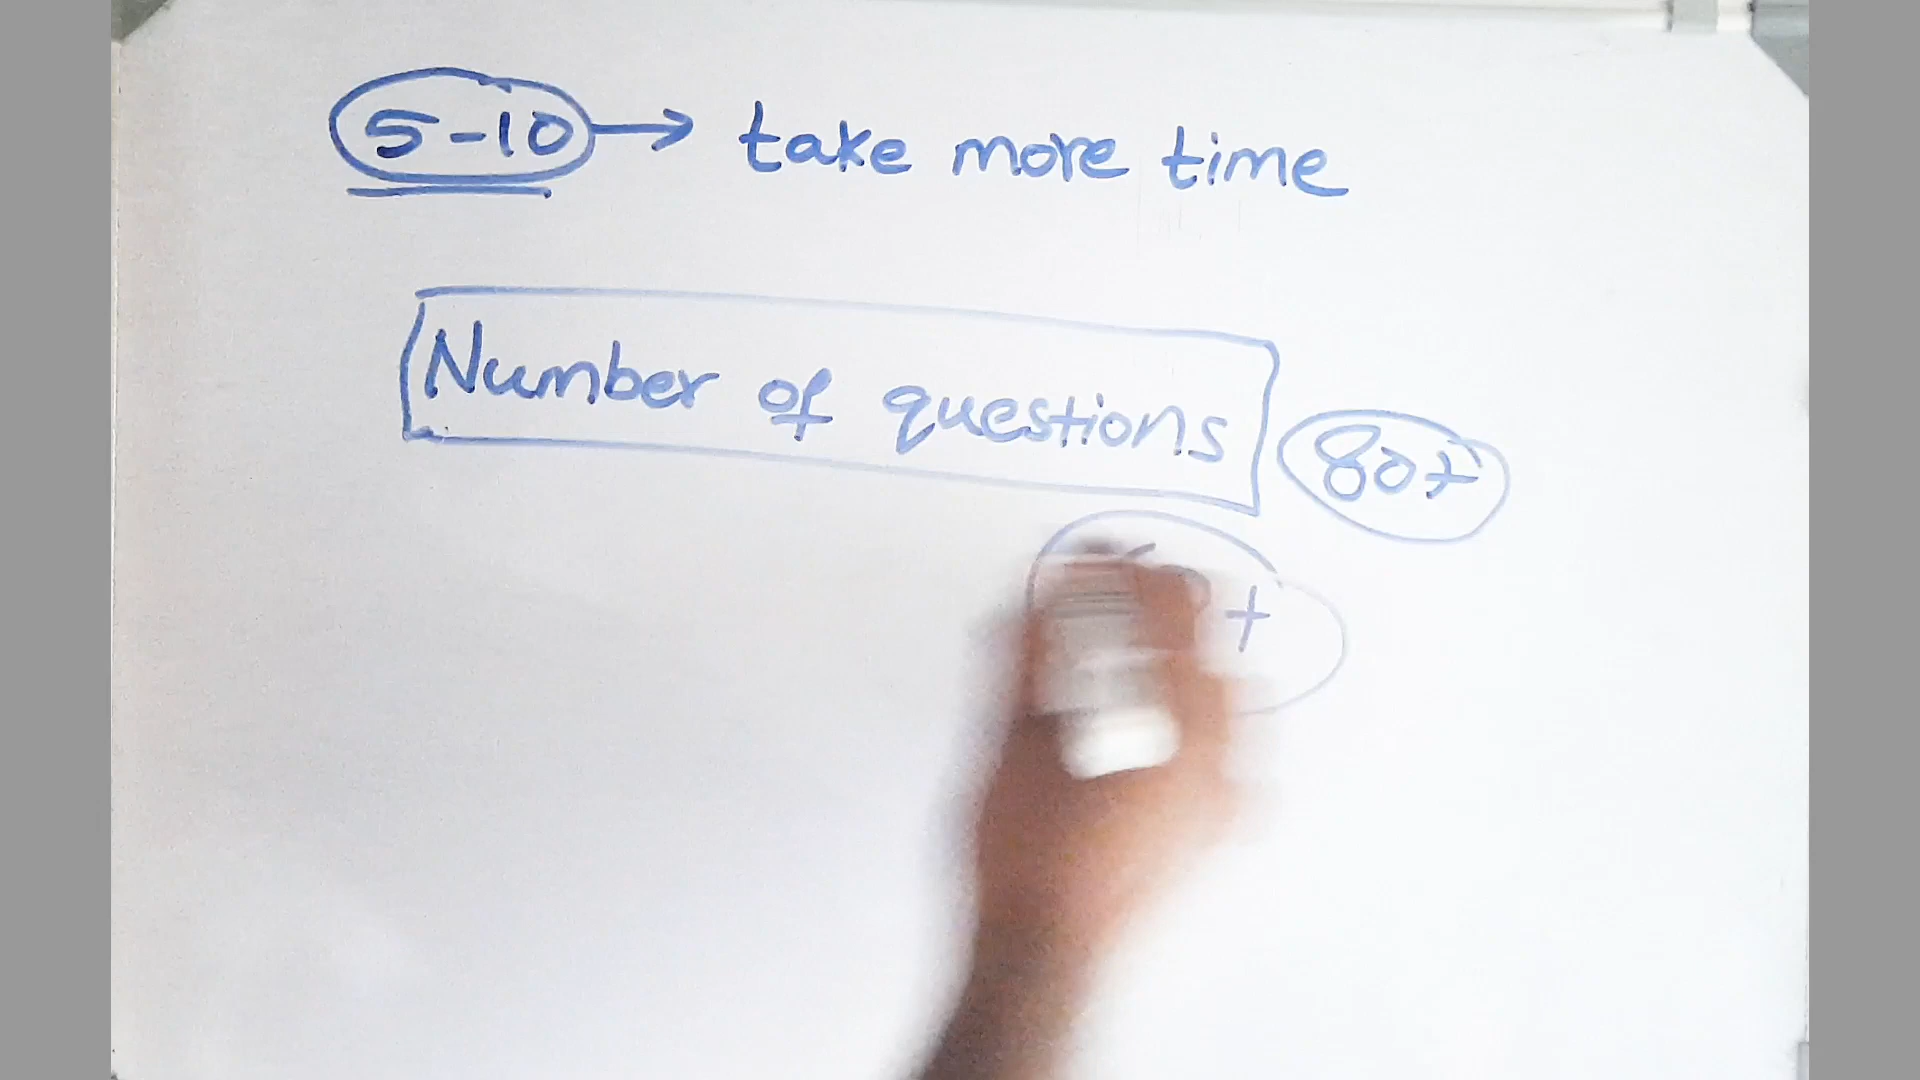 5-10 → take more time
Number of questions
80+
+